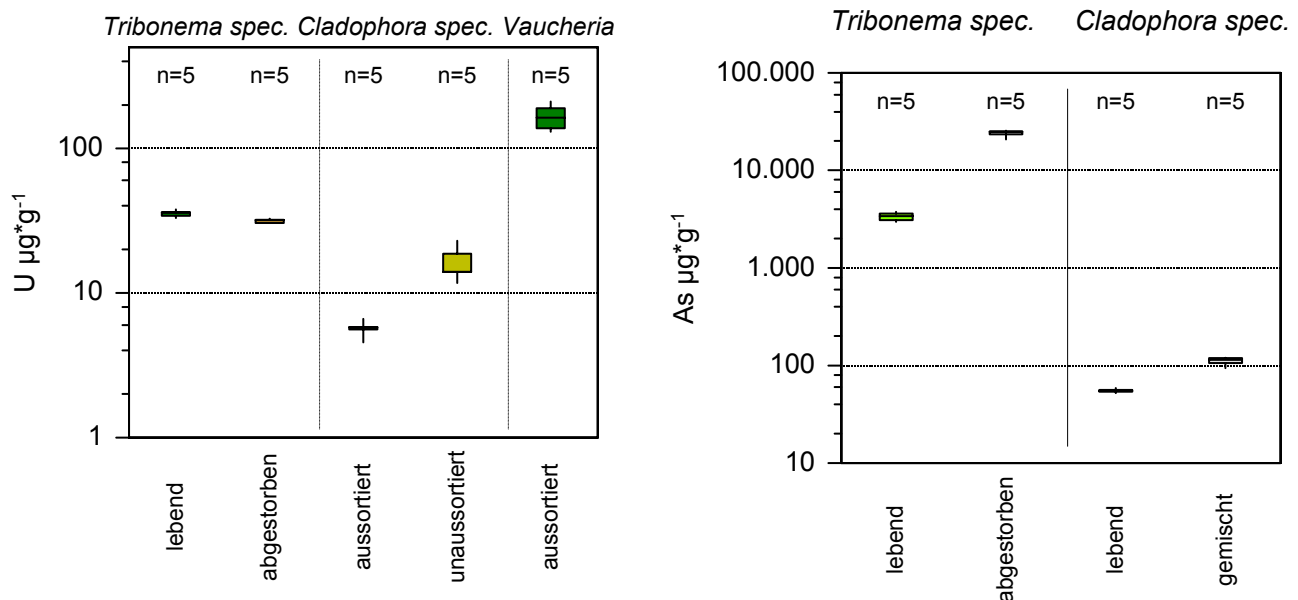 Tribonema spec. Cladophora spec. Vaucheria
n=5 n=5 n=5 n=5 n=5
100
10
1
U µg*g-1
lebend
abgestorben
aussortiert
unaussortiert
aussortiert
Tribonema spec. Cladophora spec.
100.000
n=5 n=5 n=5 n=5
10.000
1.000
100
10
As µg*g-1
lebend
abgestorben
lebend
gemischt